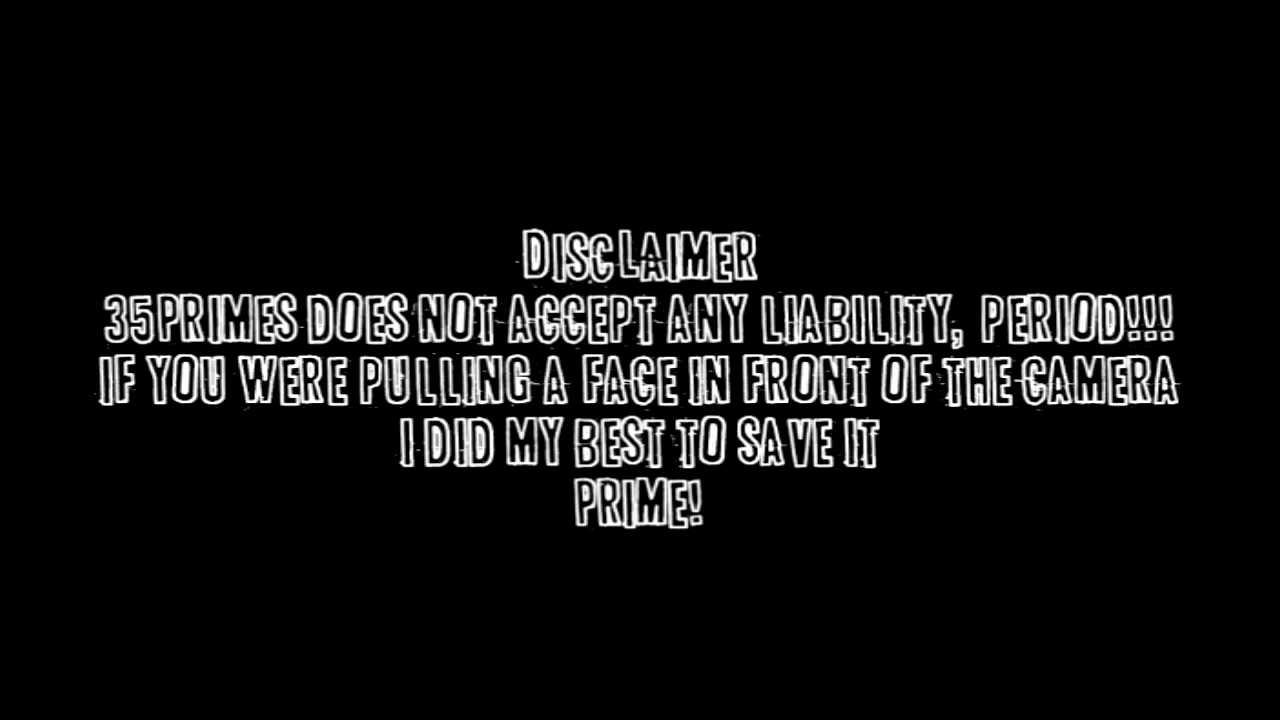 DISCLAIMER
35PRIMES DOES NOT ACCEPT ANY LIABILITY, PERIOD!!!
IF YOU WERE PULLING A FACE IN FRONT OF THE CAMERA
I DID MY BEST TO SAVE IT
PRIME!